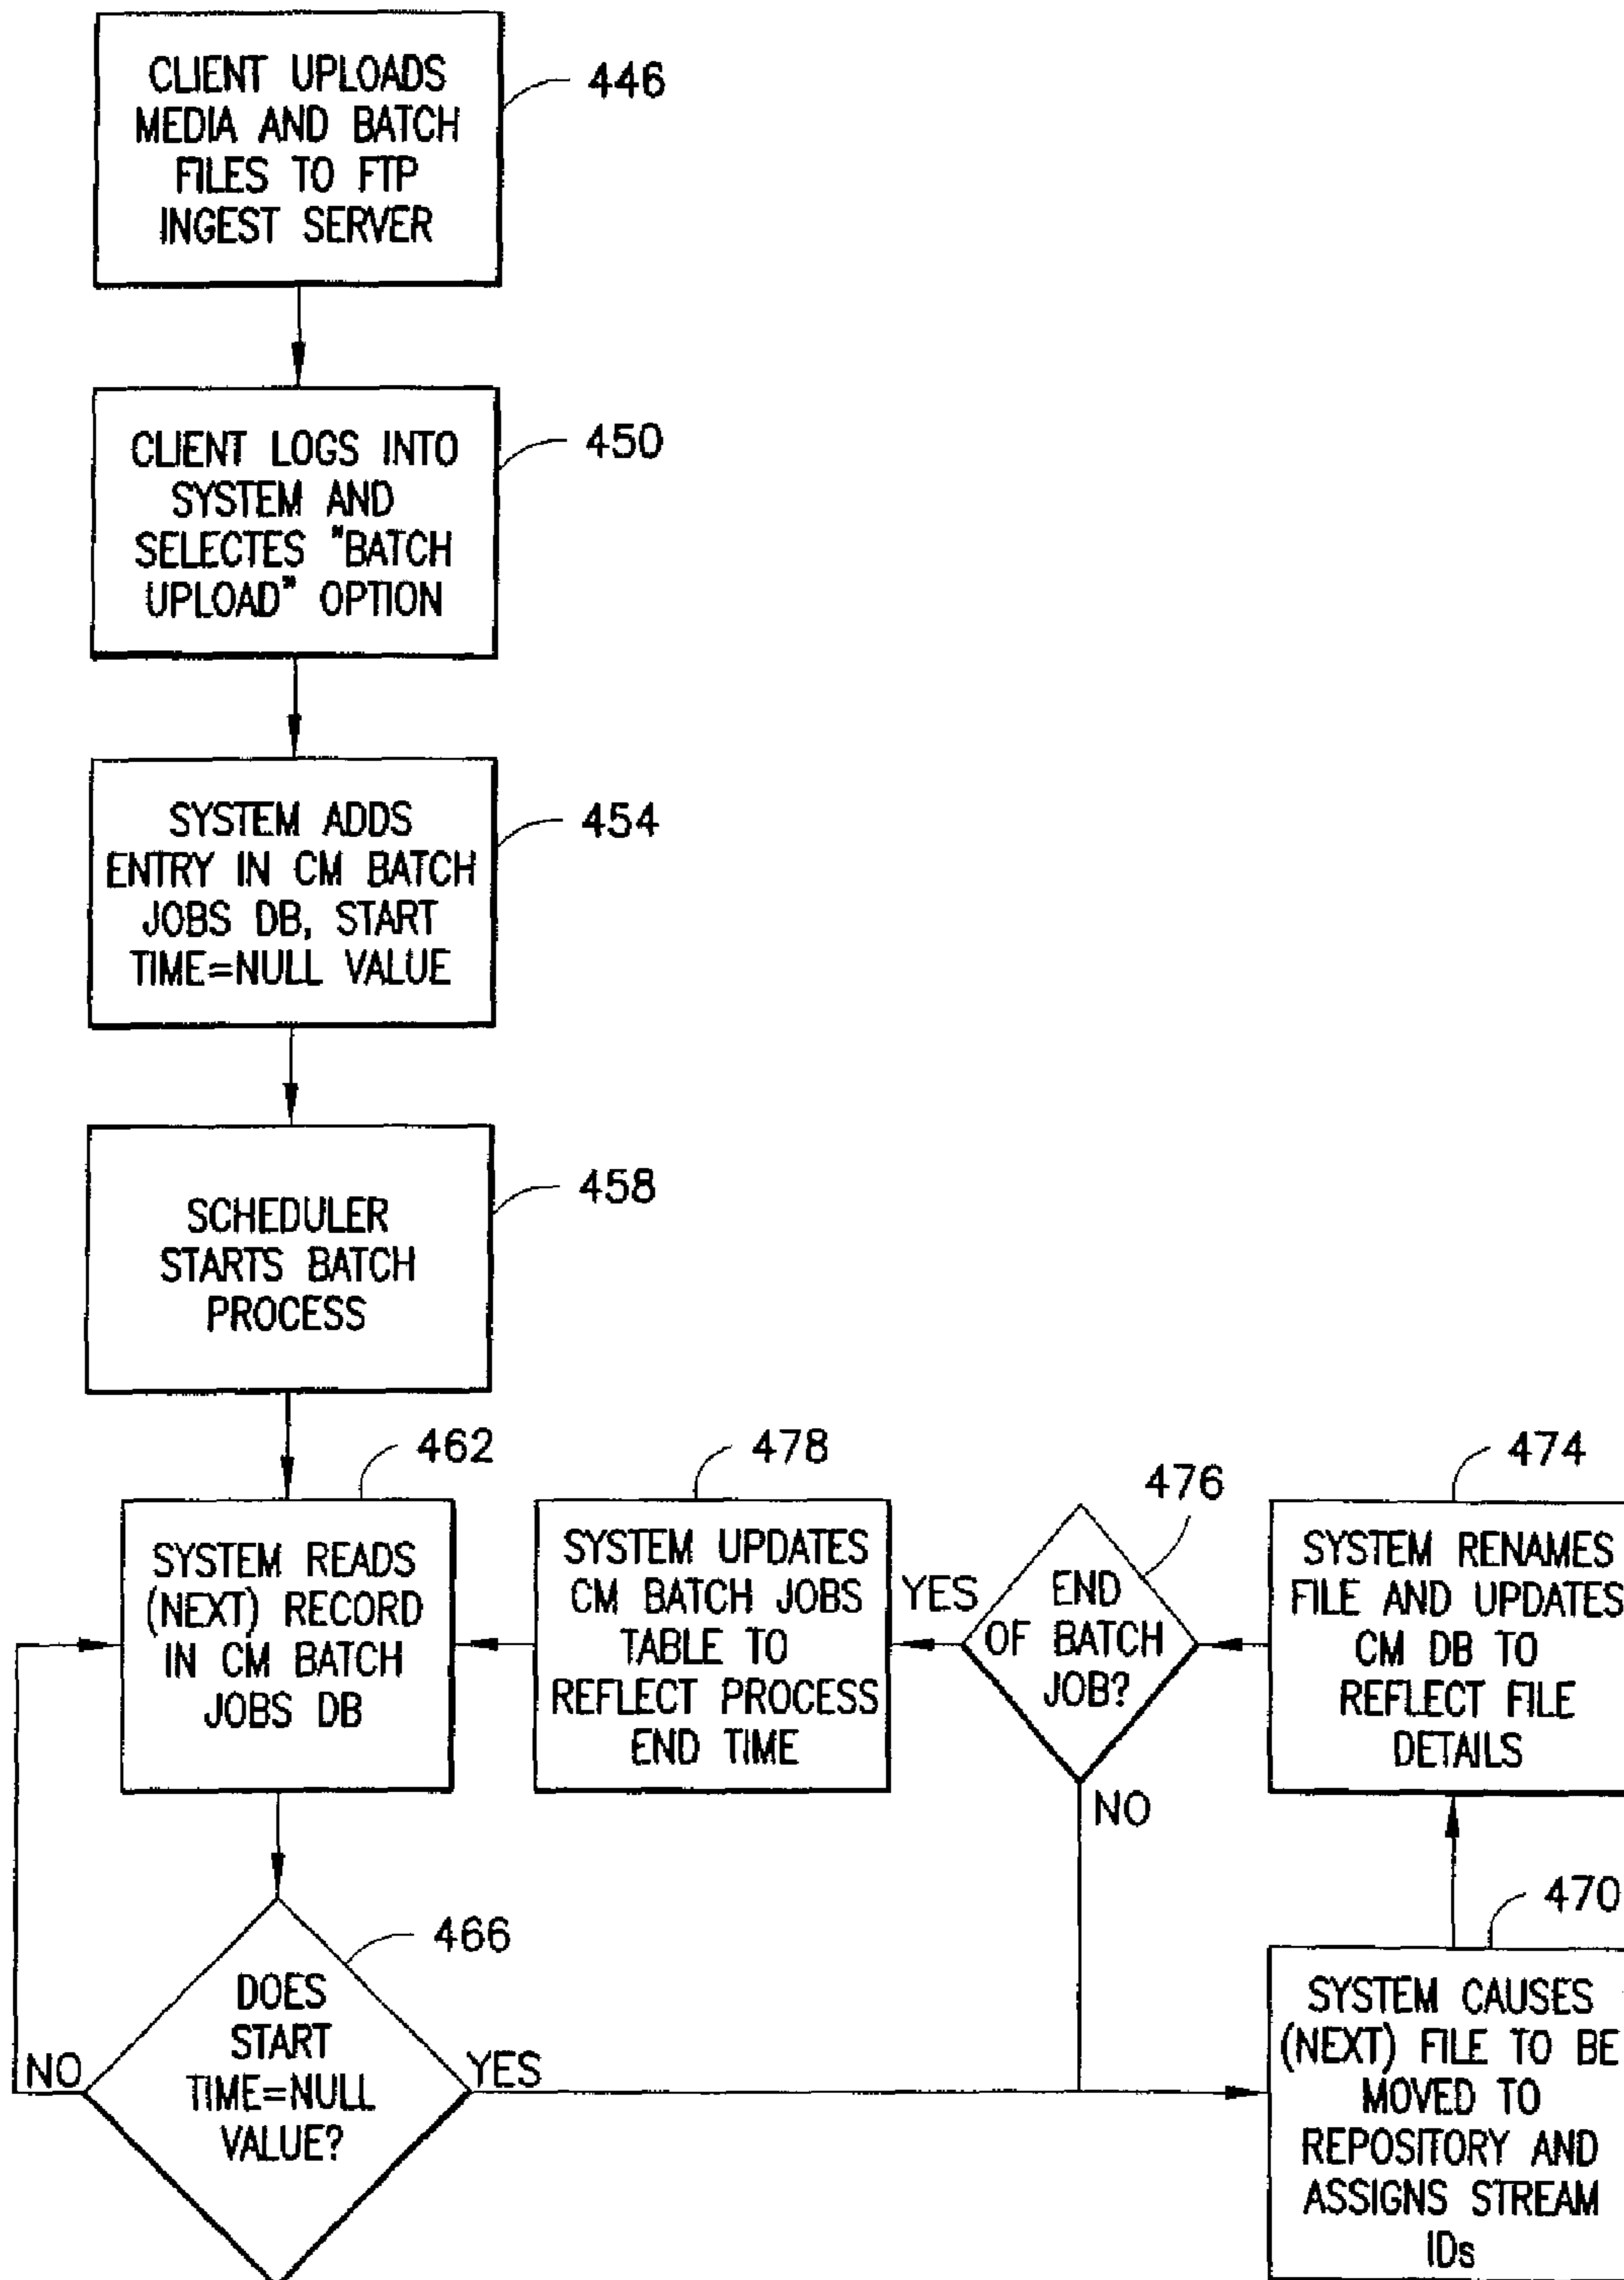 CLIENT UPLOADS
MEDIA AND BATCH
FILES TO FTP
INGEST SERVER
446
CLIENT LOGS INTO
SYSTEM AND
SELECTES "BATCH
UPLOAD" OPTION
450
SYSTEM ADDS
ENTRY IN CM BATCH
JOBS DB, START
TIME=NULL VALUE
454
SCHEDULER
STARTS BATCH
PROCESS
458
462
SYSTEM READS
(NEXT) RECORD
IN CM BATCH
JOBS DB
478
SYSTEM UPDATES
CM BATCH JOBS
TABLE TO
REFLECT PROCESS
END TIME
YES
476
END
OF BATCH
JOB?
NO
474
SYSTEM RENAMES
FILE AND UPDATES
CM DB TO
REFLECT FILE
DETAILS
466
DOES
START
TIME=NULL
VALUE?
NO
YES
470
SYSTEM CAUSES
(NEXT) FILE TO BE
MOVED TO
REPOSITORY AND
ASSIGNS STREAM
IDs